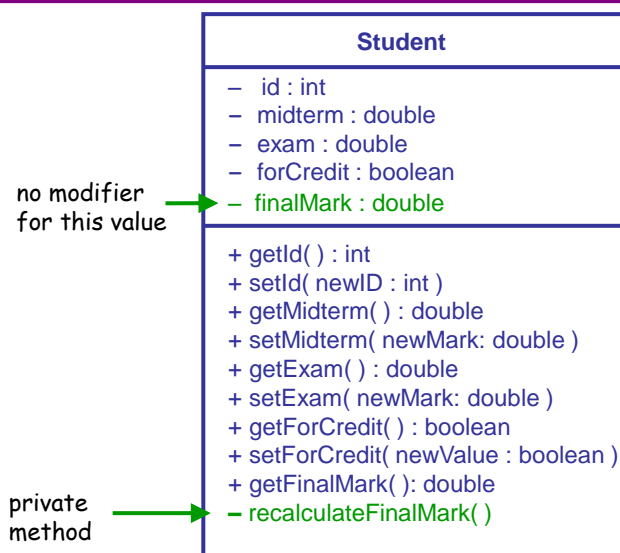 Student
– id : int
– midterm : double
– exam : double
– forCredit : boolean
no modifier
for this value
– finalMark : double
+ getId( ) : int
+ setId( newID : int )
+ getMidterm( ) : double
+ setMidterm( newMark: double )
+ getExam( ) : double
+ setExam( newMark: double )
+ getForCredit( ) : boolean
+ setForCredit( newValue : boolean )
+ getFinalMark( ): double
private
method
– recalculateFinalMark( )